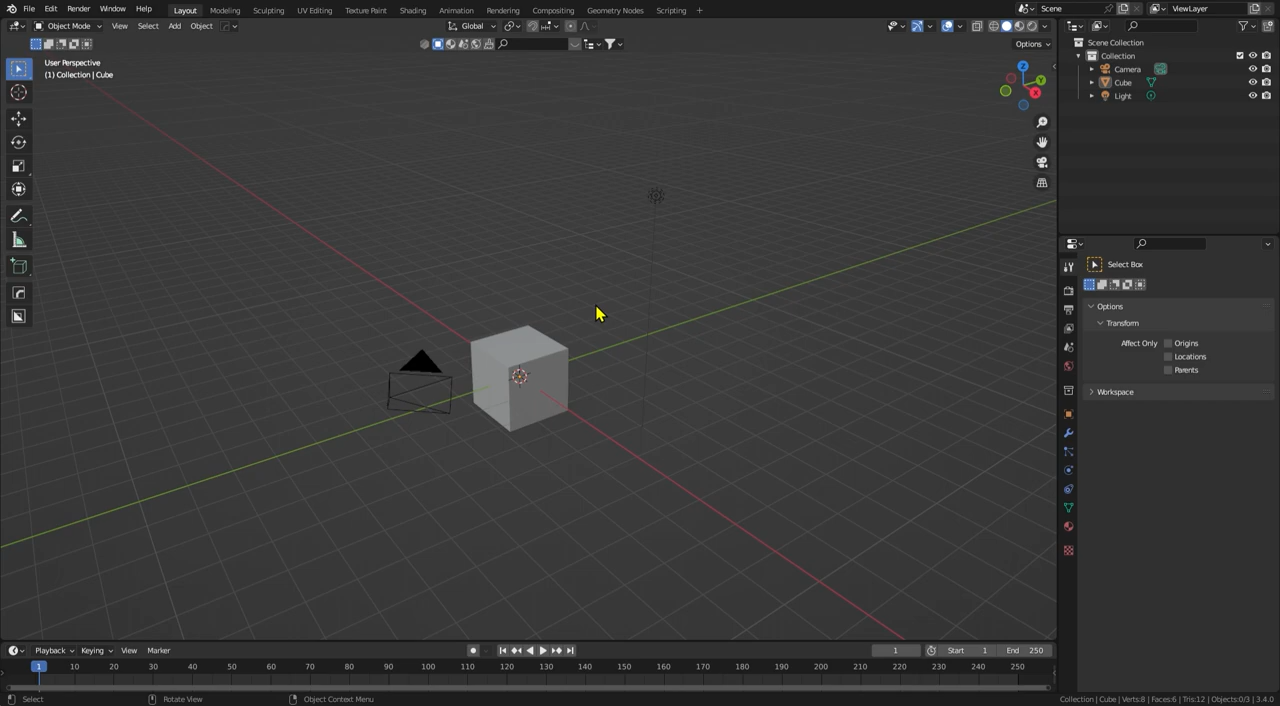 File Edit Render Window Help Layout Modeling Sculpting UV Editing Texture Paint Shading Animation Rendering Compositing Geometry Nodes Scripting + Scene ViewLayer
Object Mode View Select Add Object Global
Options
User Perspective
(1) Collection | Cube
Z
Y
X
Scene Collection
Collection
Camera
Cube
Light
Select Box
Options
Transform
Affect Only Origins
Locations
Parents
Workspace
Playback Keying View Marker 1 Start 1 End 250
1 10 20 30 40 50 60 70 80 90 100 110 120 130 140 150 160 170 180 190 200 210 220 230 240 250
Select Rotate View Object Context Menu Collection | Cube | Verts:8 | Faces:6 | Tris:12 | Objects:0/3 | 3.4.0